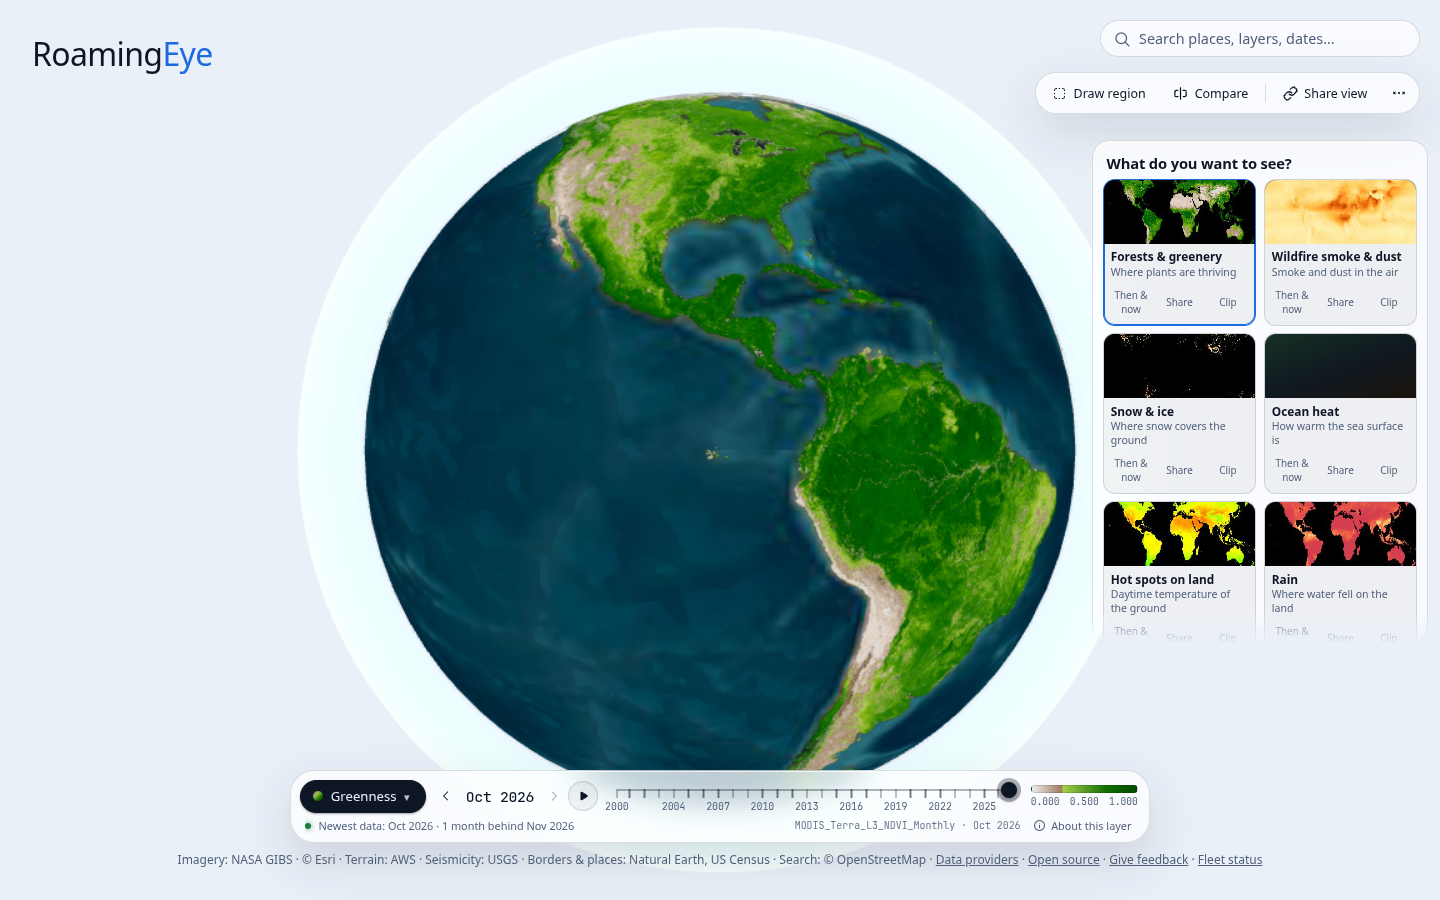 RoamingEye
Search places, layers, dates...
Draw region
Compare
Share view
What do you want to see?
Forests & greenery
Where plants are thriving
Then & now
Share
Clip
Wildfire smoke & dust
Smoke and dust in the air
Then & now
Share
Clip
Snow & ice
Where snow covers the
ground
Then & now
Share
Clip
Ocean heat
How warm the sea surface
is
Then & now
Share
Clip
Hot spots on land
Daytime temperature of
the ground
Then &
Share
Clip
Rain
Where water fell on the
land
Then &
Share
Clip
Greenness
Oct 2026
2000 2004 2007 2010 2013 2016 2019 2022 2025
0.000 0.500 1.000
Newest data: Oct 2026 · 1 month behind Nov 2026
MODIS_Terra_L3_NDVI_Monthly · Oct 2026
About this layer
Imagery: NASA GIBS · © Esri · Terrain: AWS · Seismicity: USGS · Borders & places: Natural Earth, US Census · Search: © OpenStreetMap · Data providers · Open source · Give feedback · Fleet status